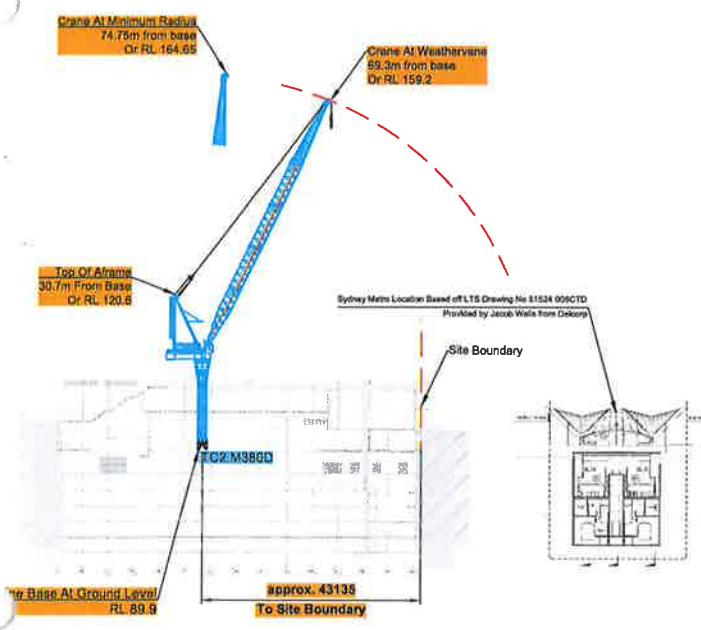 Crane At Minimum Radius
74.75m from base
Or RL 164.65
Crane At Weathervane
69.3m from base
Or RL 159.2
Top Of Aframe
30.7m From Base
Or RL 120.6
Sydney Metro Location Based off LTS Drawing No
Provided by Jacob Wells from Delcorp
Site Boundary
TC2 M380D
ne Base At Ground Level
RL 89.9
approx. 43135
To Site Boundary